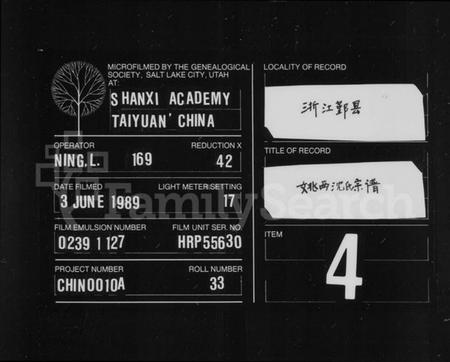 MICROFILMED BY THE GENEALOGICAL
SOCIETY, SALT LAKE CITY, UTAH
AT:
SHANXI ACADEMY
TAIYUAN' CHINA
OPERATOR
REDUCTION X
NING, L. 169
42
DATE FILMED
LIGHT METER SETTING
3 JUNE 1989
17
FILM EMULSION NUMBER
FILM UNIT SER. NO.
0239 1 127
HRP55630
PROJECT NUMBER
ROLL NUMBER
CHIN0010A
33
LOCALITY OF RECORD
浙江鄞县
TITLE OF RECORD
姚西沈氏宗谱
ITEM
4
FamilySearch